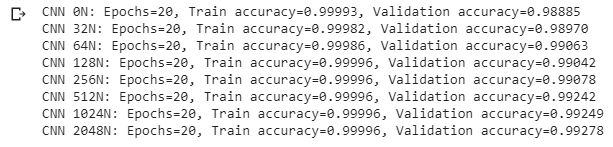 CNN 0N: Epochs=20, Train accuracy=0.99993, Validation accuracy=0.98885
CNN 32N: Epochs=20, Train accuracy=0.99982, Validation accuracy=0.98970
CNN 64N: Epochs=20, Train accuracy=0.99986, Validation accuracy=0.99063
CNN 128N: Epochs=20, Train accuracy=0.99996, Validation accuracy=0.99042
CNN 256N: Epochs=20, Train accuracy=0.99996, Validation accuracy=0.99078
CNN 512N: Epochs=20, Train accuracy=0.99996, Validation accuracy=0.99242
CNN 1024N: Epochs=20, Train accuracy=0.99996, Validation accuracy=0.99249
CNN 2048N: Epochs=20, Train accuracy=0.99996, Validation accuracy=0.99278